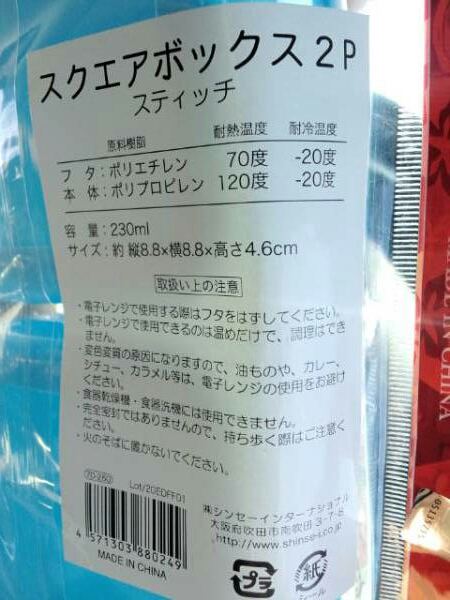 スクエアボックス2P
スティッチ
原料樹脂 耐熱温度 耐冷温度
フタ:ポリエチレン 70度 -20度
本体:ポリプロピレン 120度 -20度
容量:230ml
サイズ:約 縦8.8×横8.8×高さ4.6cm
取扱い上の注意
・電子レンジで使用する際はフタをはずしてください。
・電子レンジで使用できるのは温めだけで、調理はでき
ません。
・変色変質の原因になりますので、油ものや、カレー、
シチュー、カラメル等は、電子レンジの使用をお避け
ください。
・食器乾燥機・食器洗機には使用できません。
・完全密封ではありませんので、持ち歩く際はご注意く
ださい。
・火のそばに置かないでください。
70-260
Lot/20EDFF01
4 571303 880249
MADE IN CHINA
㈱シンセーインターナショナル
大阪府吹田市南吹田3-7-8
http://www.shinse-i.co.jp
プラ
紙
シール
MADE IN CHINA